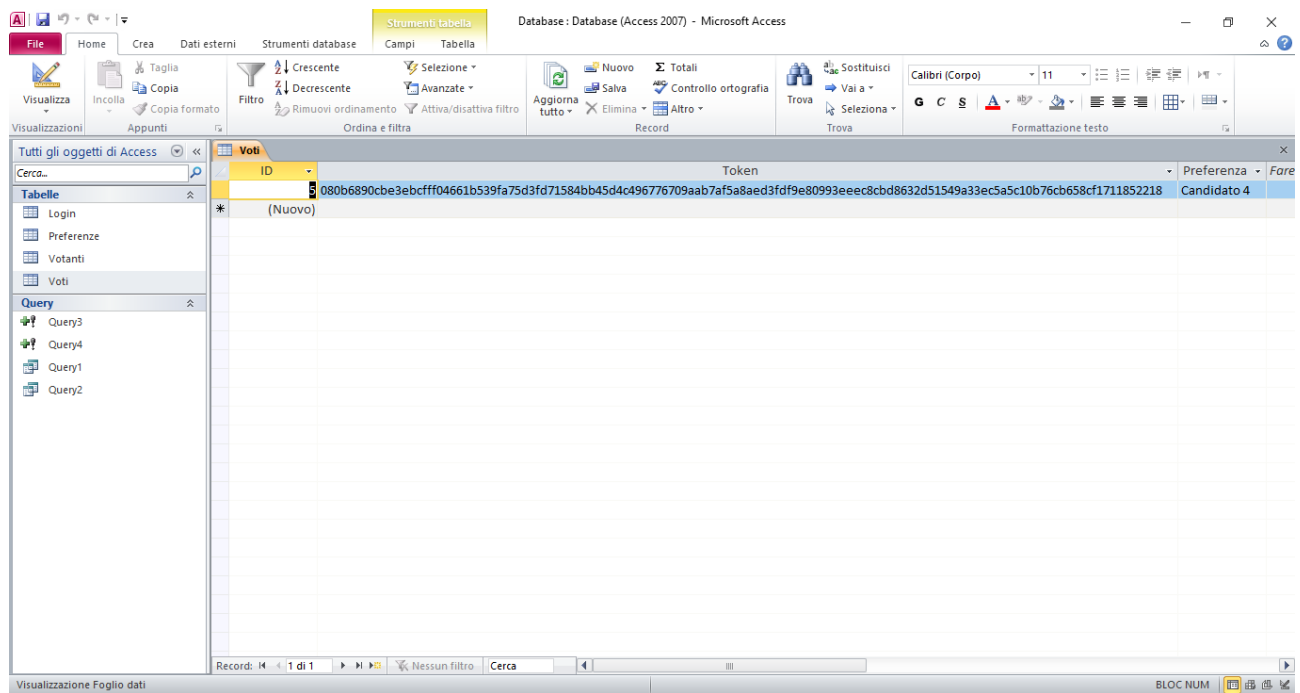 Strumenti tabella
Database : Database (Access 2007) - Microsoft Access
File Home Crea Dati esterni Strumenti database Campi Tabella
Visualizza
Visualizzazioni
Incolla
Taglia
Copia
Copia formato
Appunti
Filtro
Crescente
Decrescente
Rimuovi ordinamento
Selezione
Avanzate
Attiva/disattiva filtro
Ordina e filtra
Aggiorna
tutto
Nuovo
Salva
Elimina
Totali
Controllo ortografia
Altro
Record
Trova
Sostituisci
Vai a
Seleziona
Trova
Calibri (Corpo) 11
G C S A
Formattazione testo
Tutti gli oggetti di Access
Cerca...
Tabelle
Login
Preferenze
Votanti
Voti
Query
Query3
Query4
Query1
Query2
Voti
ID Token Preferenza Fare
5 080b6890cbe3ebcfff04661b539fa75d3fd71584bb45d4c496776709aab7af5a8aed3fdf9e80993eeec8cbd8632d51549a33ec5a5c10b76cb658cf1711852218 Candidato 4
(Nuovo)
Record: 1 di 1 Nessun filtro Cerca
Visualizzazione Foglio dati
BLOC NUM